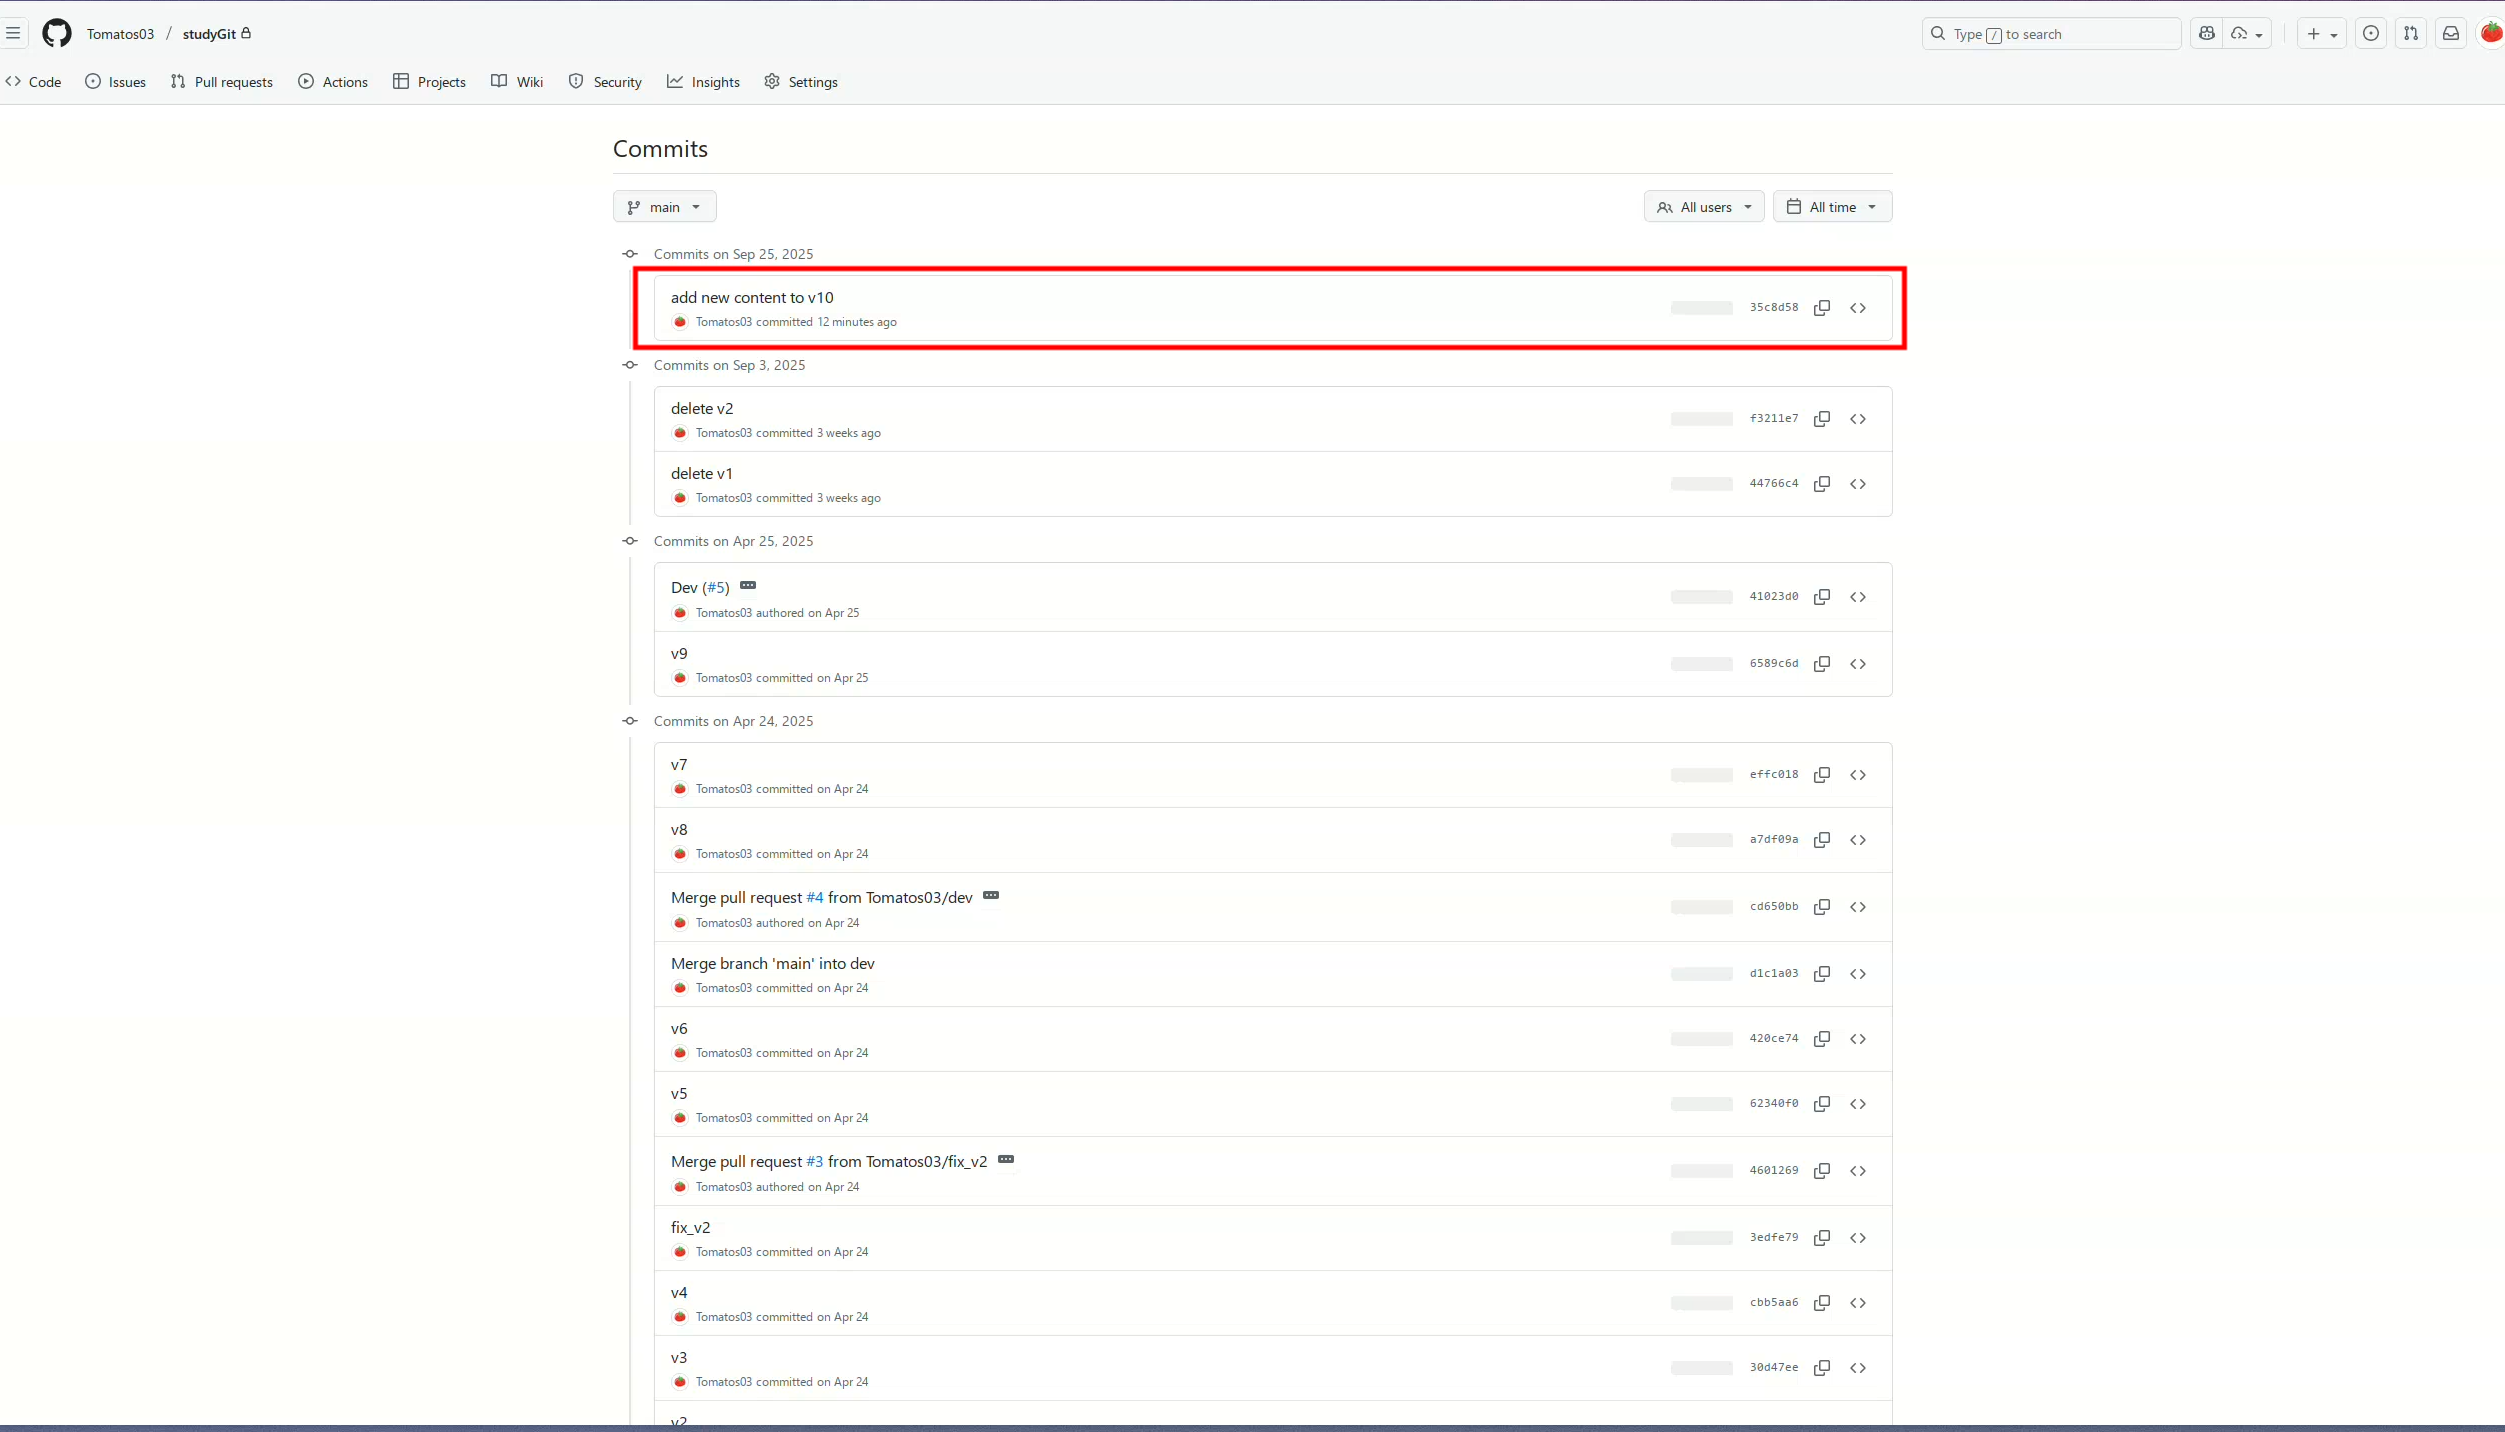 Tomatos03 / studyGit
Type / to search
Code Issues Pull requests Actions Projects Wiki Security Insights Settings
Commits
main All users All time
Commits on Sep 25, 2025
add new content to v10
Tomatos03 committed 12 minutes ago
35c8d58
Commits on Sep 3, 2025
delete v2
Tomatos03 committed 3 weeks ago
f3211e7
delete v1
Tomatos03 committed 3 weeks ago
44766c4
Commits on Apr 25, 2025
Dev (#5)
Tomatos03 authored on Apr 25
41023d0
v9
Tomatos03 committed on Apr 25
6589c6d
Commits on Apr 24, 2025
v7
Tomatos03 committed on Apr 24
effc018
v8
Tomatos03 committed on Apr 24
a7df09a
Merge pull request #4 from Tomatos03/dev
Tomatos03 authored on Apr 24
cd650bb
Merge branch 'main' into dev
Tomatos03 committed on Apr 24
d1c1a03
v6
Tomatos03 committed on Apr 24
420ce74
v5
Tomatos03 committed on Apr 24
62340f0
Merge pull request #3 from Tomatos03/fix_v2
Tomatos03 authored on Apr 24
4601269
fix_v2
Tomatos03 committed on Apr 24
3edfe79
v4
Tomatos03 committed on Apr 24
cbb5aa6
v3
Tomatos03 committed on Apr 24
30d47ee
v2